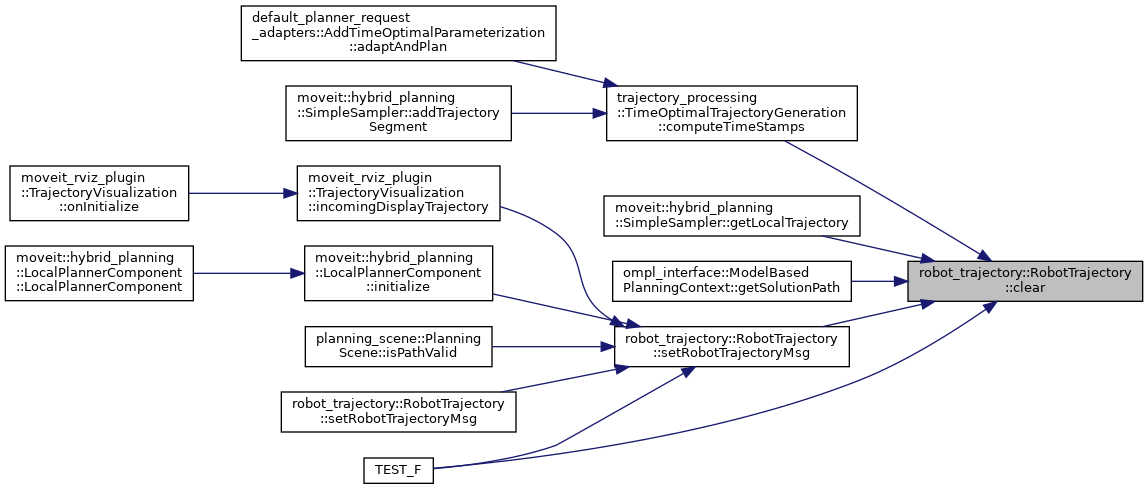 default_planner_request
_adapters::AddTimeOptimalParameterization
::adaptAndPlan
moveit::hybrid_planning
::SimpleSampler::addTrajectory
Segment
trajectory_processing
::TimeOptimalTrajectoryGeneration
::computeTimeStamps
moveit_rviz_plugin
::TrajectoryVisualization
::onInitialize
moveit_rviz_plugin
::TrajectoryVisualization
::incomingDisplayTrajectory
moveit::hybrid_planning
::SimpleSampler::getLocalTrajectory
moveit::hybrid_planning
::LocalPlannerComponent
::LocalPlannerComponent
moveit::hybrid_planning
::LocalPlannerComponent
::initialize
ompl_interface::ModelBased
PlanningContext::getSolutionPath
robot_trajectory::RobotTrajectory
::clear
planning_scene::Planning
Scene::isPathValid
robot_trajectory::RobotTrajectory
::setRobotTrajectoryMsg
robot_trajectory::RobotTrajectory
::setRobotTrajectoryMsg
TEST_F